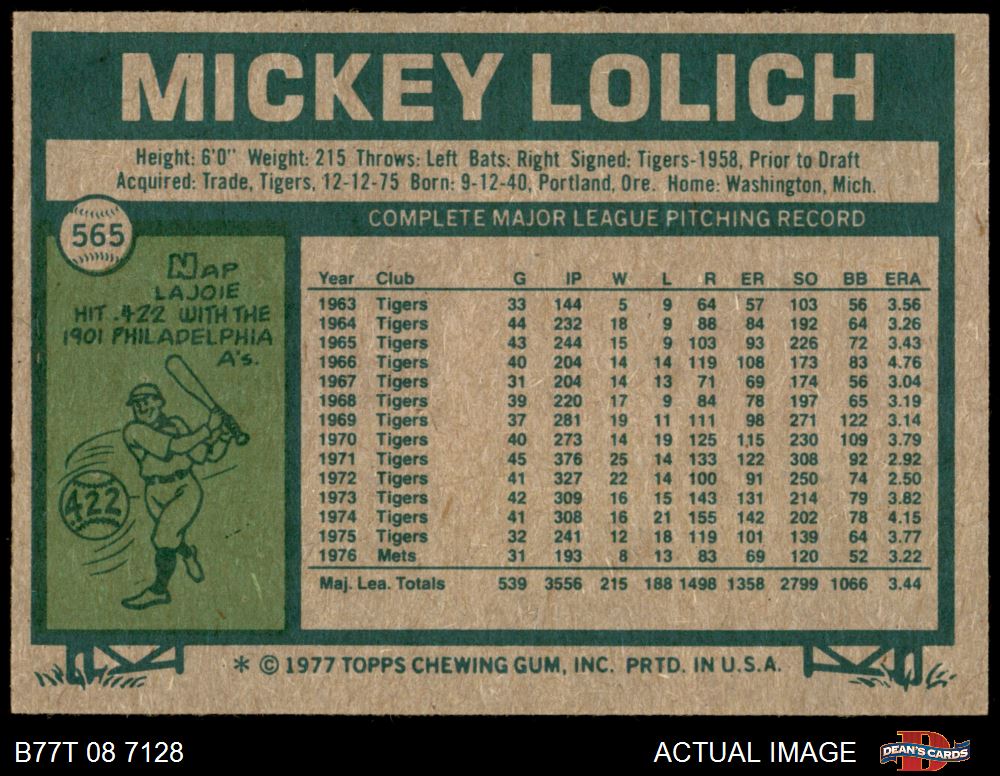 MICKEY LOLICH
Height: 6'0" Weight: 215 Throws: Left Bats: Right Signed: Tigers-1958, Prior to Draft
Acquired: Trade, Tigers, 12-12-75 Born: 9-12-40, Portland, Ore. Home: Washington, Mich.
565
COMPLETE MAJOR LEAGUE PITCHING RECORD
NAP
LAJOIE
HIT .422 WITH THE
1901 PHILADELPHIA
A's.
.422
Year Club G IP W L R ER SO BB ERA
1963 Tigers 33 144 5 9 64 57 103 56 3.56
1964 Tigers 44 232 18 9 88 84 192 64 3.26
1965 Tigers 43 244 15 9 103 93 226 72 3.43
1966 Tigers 40 204 14 14 119 108 173 83 4.76
1967 Tigers 31 204 14 13 71 69 174 56 3.04
1968 Tigers 39 220 17 9 84 78 197 65 3.19
1969 Tigers 37 281 19 11 111 98 271 122 3.14
1970 Tigers 40 273 14 19 125 115 230 109 3.79
1971 Tigers 45 376 25 14 133 122 308 92 2.92
1972 Tigers 41 327 22 14 100 91 250 74 2.50
1973 Tigers 42 309 16 15 143 131 214 79 3.82
1974 Tigers 41 308 16 21 155 142 202 78 4.15
1975 Tigers 32 241 12 18 119 101 139 64 3.77
1976 Mets 31 193 8 13 83 69 120 52 3.22
Maj. Lea. Totals 539 3556 215 188 1498 1358 2799 1066 3.44
* © 1977 TOPPS CHEWING GUM, INC. PRTD. IN U.S.A.
B77T 08 7128
ACTUAL IMAGE
D
DEAN'S CARDS